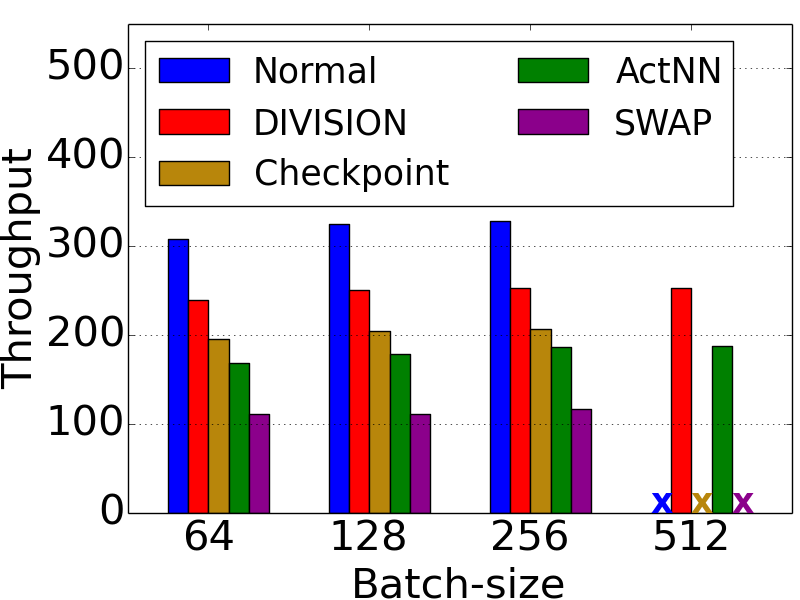 Throughput
500
400
300
200
100
0
Normal
DIVISION
Checkpoint
ActNN
SWAP
x x x
64 128 256 512
Batch-size